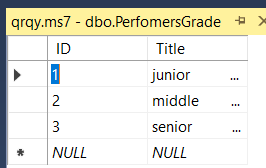 qrqy.ms7 - dbo.PerfomersGrade
ID Title
1 junior ...
2 middle ...
3 senior ...
NULL NULL